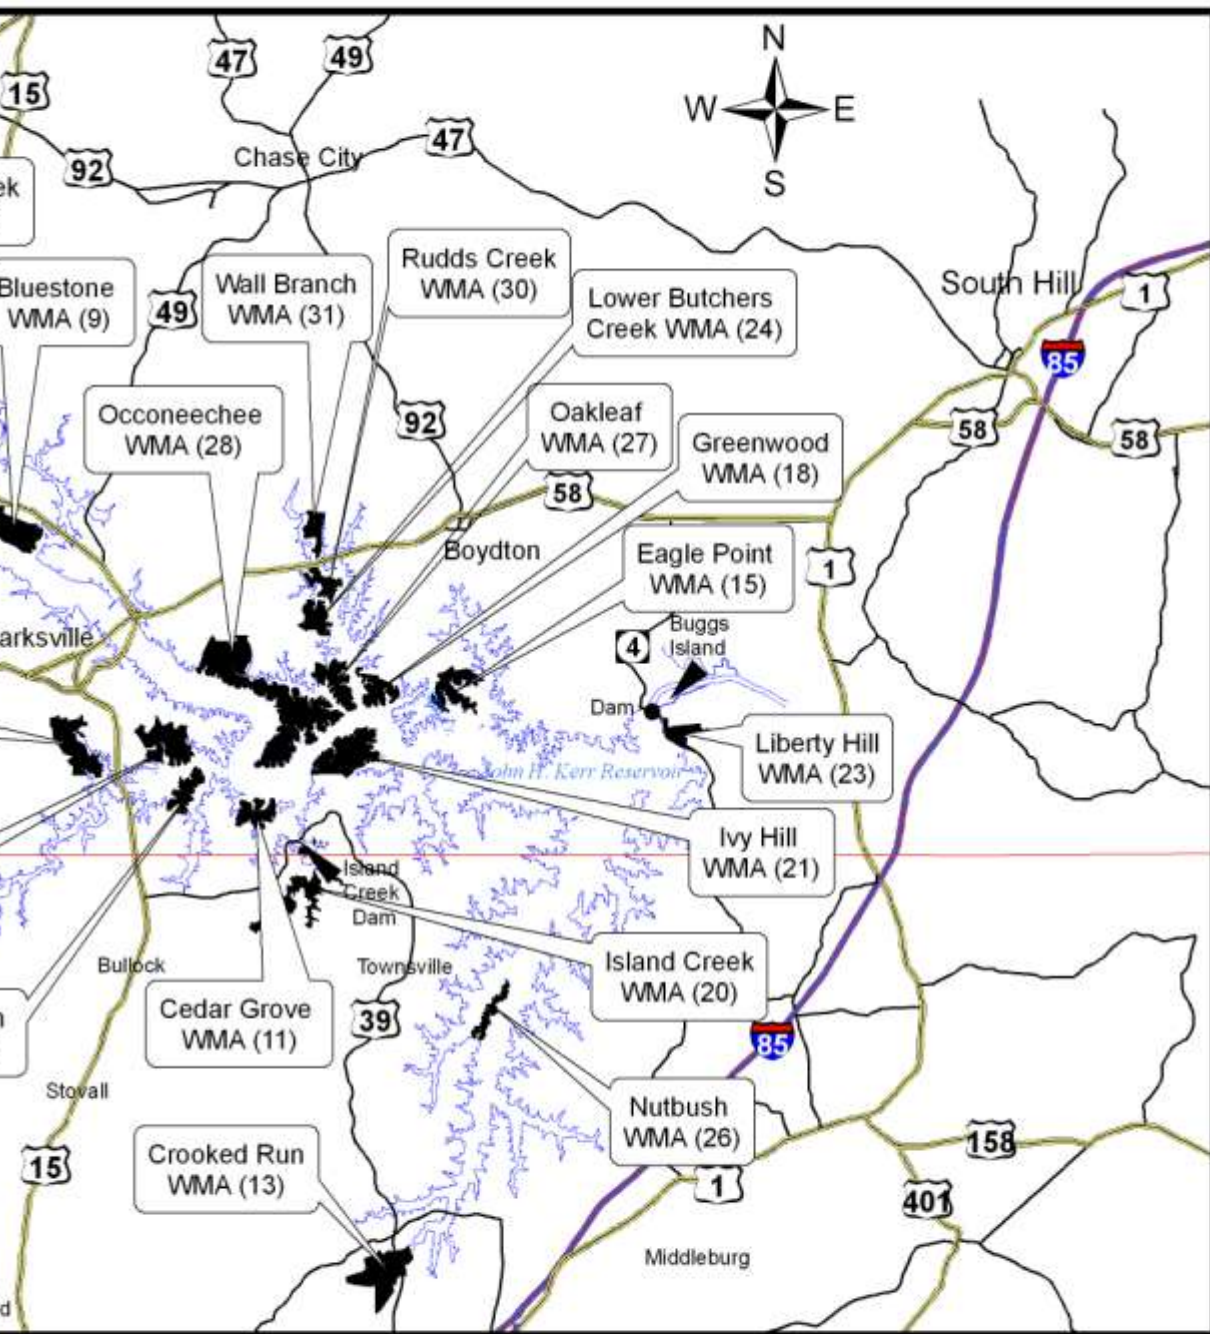 N
W E
S
47
49
15
92
Chase City
47
ek
Bluestone
WMA (9)
49
Wall Branch
WMA (31)
Rudds Creek
WMA (30)
Lower Butchers
Creek WMA (24)
South Hill
1
85
Occoneechee
WMA (28)
92
Oakleaf
WMA (27)
Greenwood
WMA (18)
58
58
58
Boydton
Eagle Point
WMA (15)
1
Buggs
Island
4
arksville
Dam
Liberty Hill
WMA (23)
John H. Kerr Reservoir
Ivy Hill
WMA (21)
Island
Creek
Dam
Bullock
Townsville
Island Creek
WMA (20)
Cedar Grove
WMA (11)
39
n
85
Stovall
Nutbush
WMA (26)
15
Crooked Run
WMA (13)
1
158
401
Middleburg
d